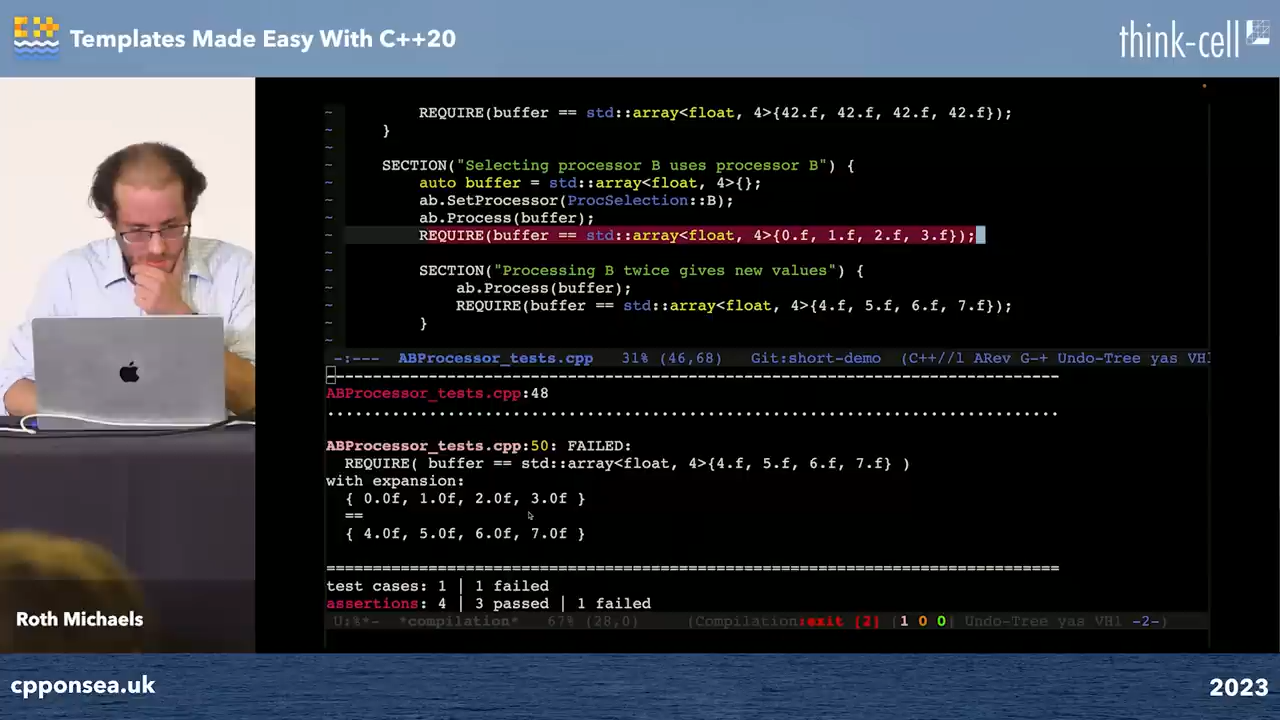 Templates Made Easy With C++20
think-cell
REQUIRE(buffer == std::array<float, 4>{42.f, 42.f, 42.f, 42.f});
}
SECTION("Selecting processor B uses processor B") {
auto buffer = std::array<float, 4>{};
ab.SetProcessor(ProcSelection::B);
ab.Process(buffer);
REQUIRE(buffer == std::array<float, 4>{0.f, 1.f, 2.f, 3.f});
SECTION("Processing B twice gives new values") {
ab.Process(buffer);
REQUIRE(buffer == std::array<float, 4>{4.f, 5.f, 6.f, 7.f});
}
-:--- ABProcessor_tests.cpp 31% (46,68) Git:short-demo (C++//l ARev G-+ Undo-Tree yas VH1
-------------------------------------------------------------------------------
ABProcessor_tests.cpp:48
...............................................................................
ABProcessor_tests.cpp:50: FAILED:
REQUIRE( buffer == std::array<float, 4>{4.f, 5.f, 6.f, 7.f} )
with expansion:
{ 0.0f, 1.0f, 2.0f, 3.0f }
==
{ 4.0f, 5.0f, 6.0f, 7.0f }
===============================================================================
test cases: 1 | 1 failed
assertions: 4 | 3 passed | 1 failed
U:%*- *compilation* 67% (28,0) (Compilation:exit [2] (1 0 0) Undo-Tree yas VH1 -2-)
Roth Michaels
cpponsea.uk
2023